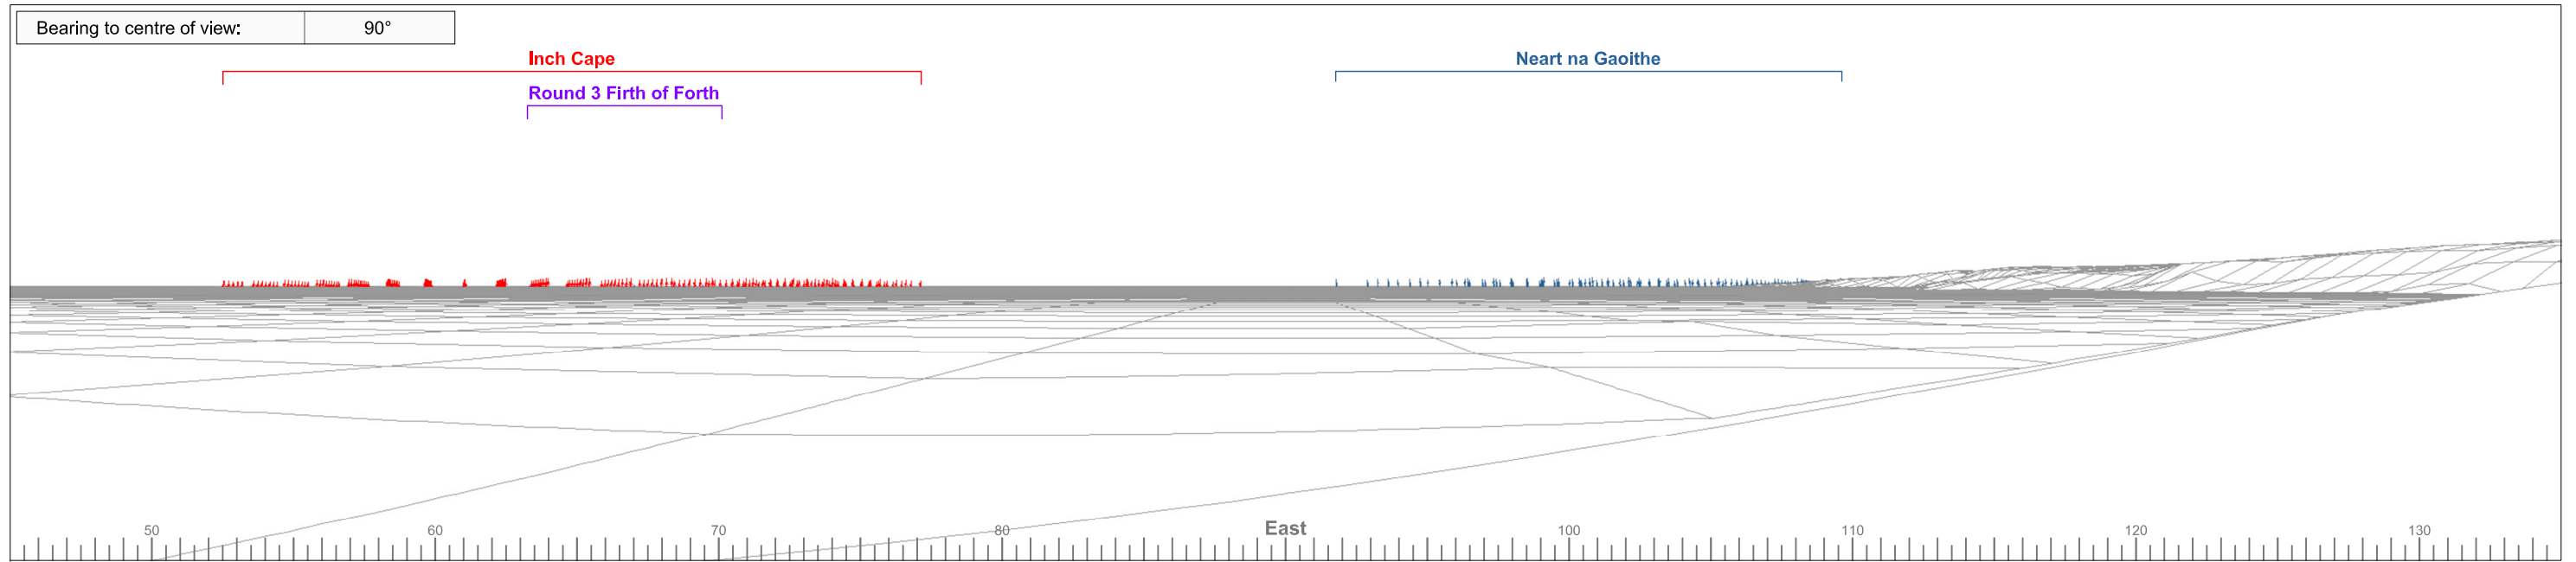 Bearing to centre of view: 90°
Inch Cape
Neart na Gaoithe
Round 3 Firth of Forth
50 60 70 80 East 100 110 120 130